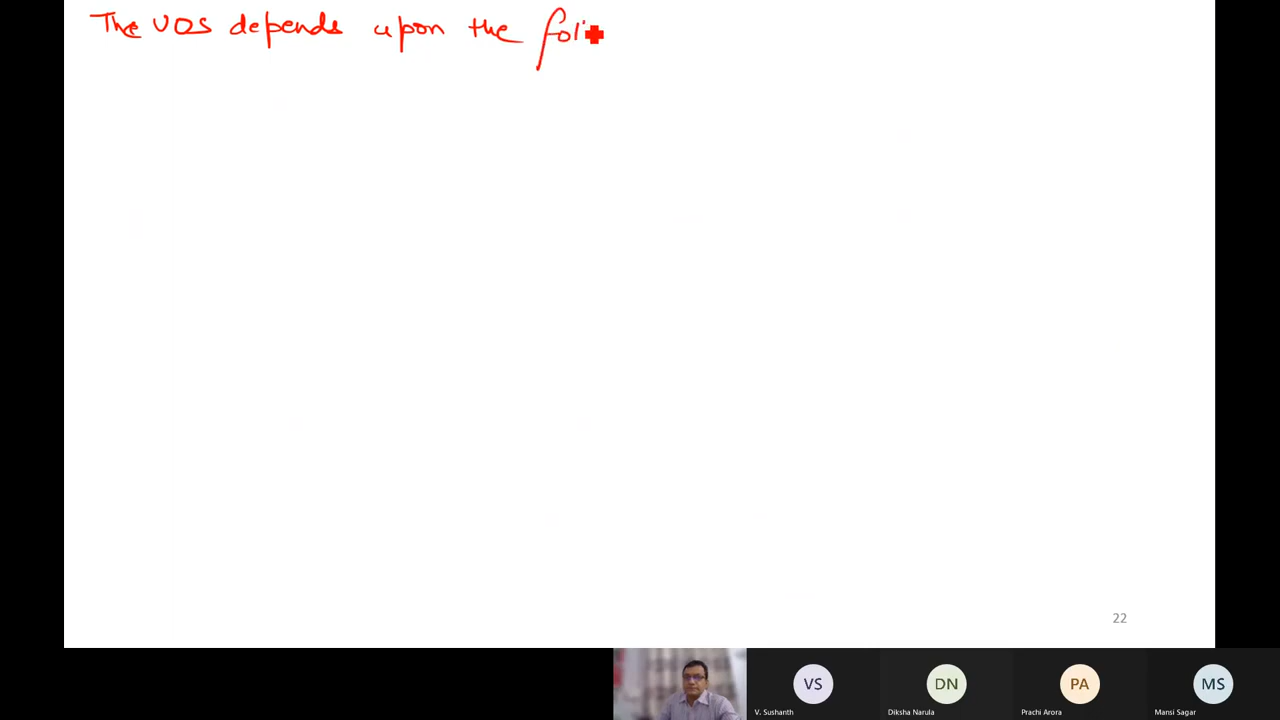 The VOS depends upon the fol
22
VS
DN
PA
MS
V. Sushanth
Diksha Narula
Prachi Arora
Mansi Sagar